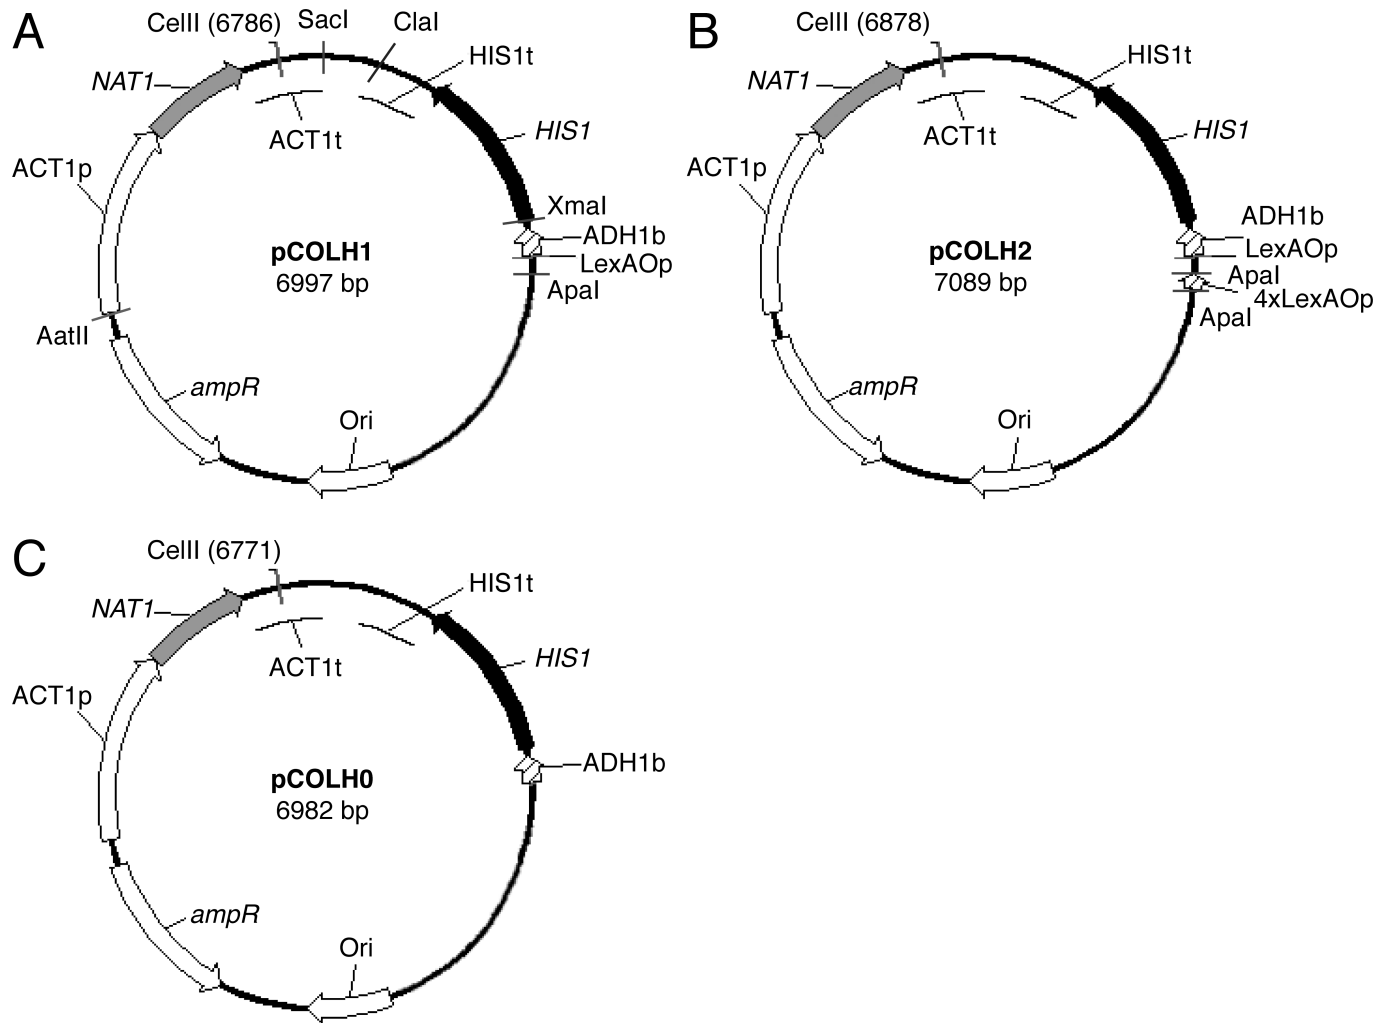 A
CelII (6786)
SacI
ClaI
HIS1t
NAT1
ACT1t
HIS1
ACT1p
XmaI
ADH1b
LexAOp
ApaI
pCOLH1
6997 bp
AatII
ampR
Ori
B
CelII (6878)
HIS1t
NAT1
ACT1t
HIS1
ACT1p
ADH1b
LexAOp
ApaI
4xLexAOp
ApaI
pCOLH2
7089 bp
ampR
Ori
C
CelII (6771)
HIS1t
NAT1
ACT1t
HIS1
ACT1p
ADH1b
pCOLH0
6982 bp
ampR
Ori